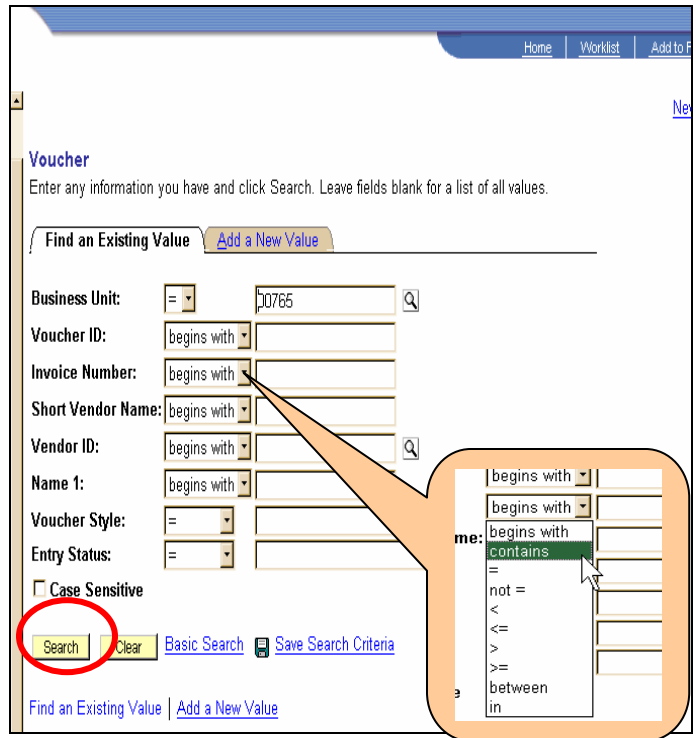 Home Worklist Add to F
Nev
Voucher
Enter any information you have and click Search. Leave fields blank for a list of all values.
Find an Existing Value Add a New Value
Business Unit: = 00765
Voucher ID: begins with
Invoice Number: begins with
Short Vendor Name: begins with
Vendor ID: begins with
Name 1: begins with
Voucher Style: =
Entry Status: =
Case Sensitive
Search Clear Basic Search Save Search Criteria
Find an Existing Value | Add a New Value
begins with
begins with
me: begins with
contains
=
not =
<
<=
>
>=
between
in